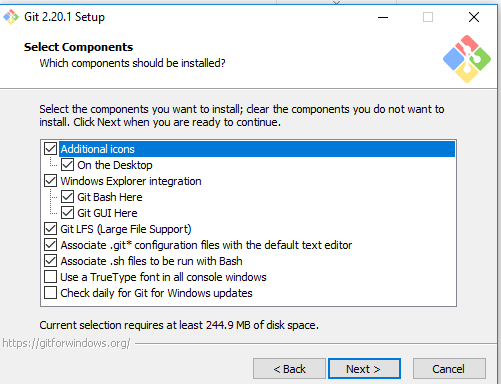 Git 2.20.1 Setup
Select Components
Which components should be installed?
Select the components you want to install; clear the components you do not want to
install. Click Next when you are ready to continue.
Additional icons
On the Desktop
Windows Explorer integration
Git Bash Here
Git GUI Here
Git LFS (Large File Support)
Associate .git* configuration files with the default text editor
Associate .sh files to be run with Bash
Use a TrueType font in all console windows
Check daily for Git for Windows updates
Current selection requires at least 244.9 MB of disk space.
https://gitforwindows.org/
< Back
Next >
Cancel